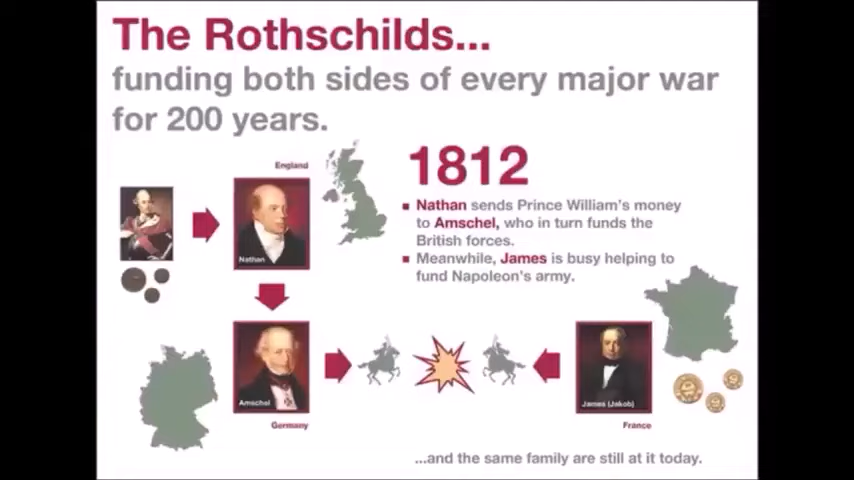 The Rothschilds...
funding both sides of every major war
for 200 years.
England
1812
▪ Nathan sends Prince William's money
to Amschel, who in turn funds the
British forces.
▪ Meanwhile, James is busy helping to
fund Napoleon's army.
Nathan
Amschel
James (Jakob)
Germany
France
...and the same family are still at it today.